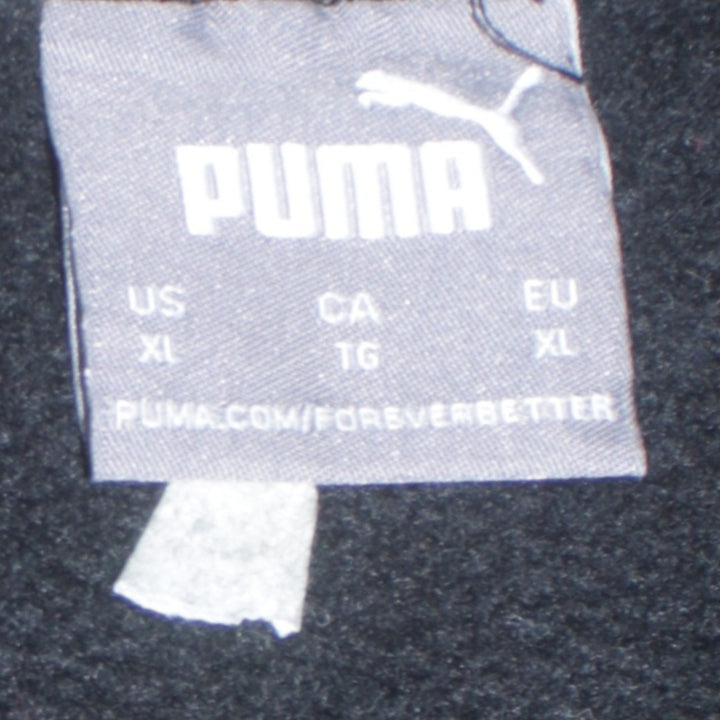 PUMA
US CA EU
XL TG XL
PUMA.COM/FOREVERBETTER